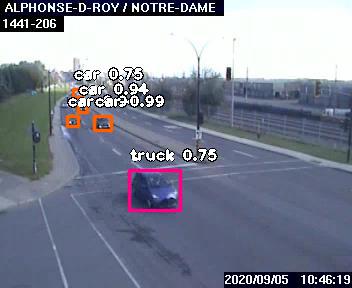 ALPHONSE-D-ROY / NOTRE-DAME
1441-206
car 0.75
car 0.94
car 0.99
truck 0.75
2020/09/05 10:46:19